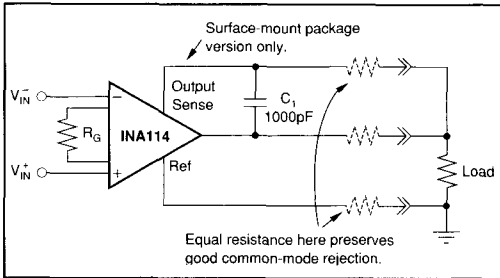 Surface-mount package
version only.
V⁻IN
Output
Sense
C₁
1000pF
RG
INA114
V⁺IN
Ref
Load
Equal resistance here preserves
good common-mode rejection.